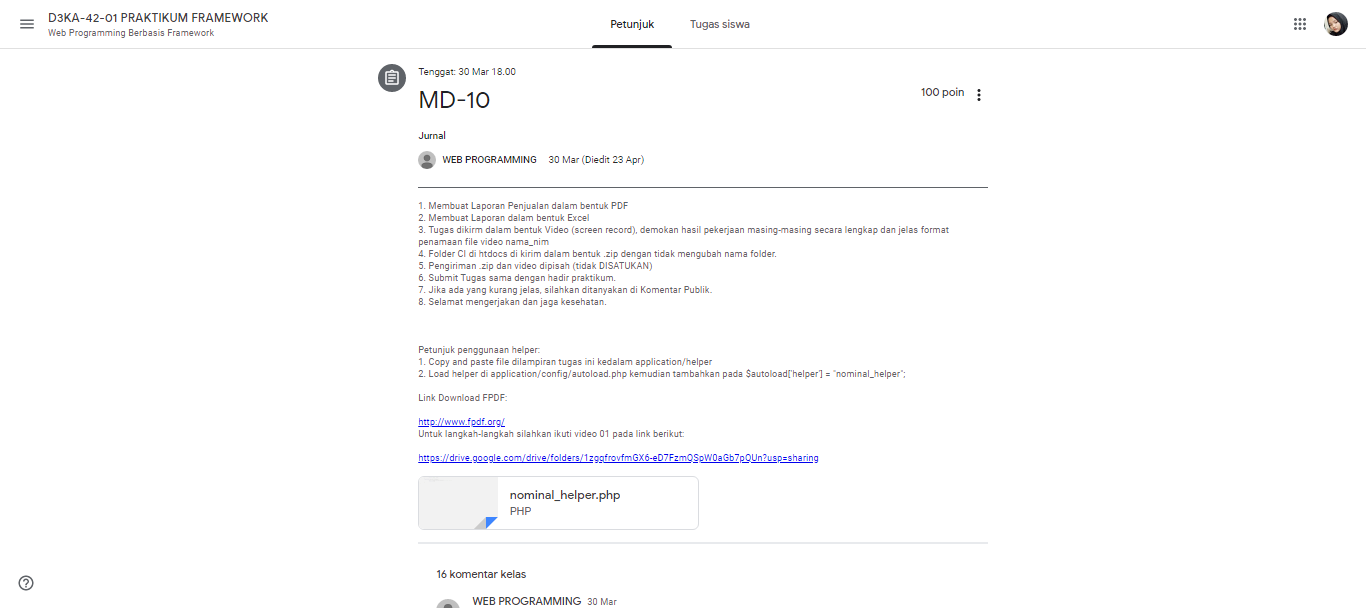 D3KA-42-01 PRAKTIKUM FRAMEWORK
Web Programming Berbasis Framework
Petunjuk
Tugas siswa
Tenggat: 30 Mar 18.00
MD-10
100 poin
Jurnal
WEB PROGRAMMING 30 Mar (Diedit 23 Apr)
1. Membuat Laporan Penjualan dalam bentuk PDF
2. Membuat Laporan dalam bentuk Excel
3. Tugas dikirm dalam bentuk Video (screen record), demokan hasil pekerjaan masing-masing secara lengkap dan jelas format
penamaan file video nama_nim
4. Folder CI di htdocs di kirim dalam bentuk .zip dengan tidak mengubah nama folder.
5. Pengiriman .zip dan video dipisah (tidak DISATUKAN)
6. Submit Tugas sama dengan hadir praktikum.
7. Jika ada yang kurang jelas, silahkan ditanyakan di Komentar Publik.
8. Selamat mengerjakan dan jaga kesehatan.
Petunjuk penggunaan helper:
1. Copy and paste file dilampiran tugas ini kedalam application/helper
2. Load helper di application/config/autoload.php kemudian tambahkan pada $autoload['helper'] = 'nominal_helper';
Link Download FPDF:
http://www.fpdf.org/
Untuk langkah-langkah silahkan ikuti video 01 pada link berikut:
https://drive.google.com/drive/folders/1zgqfrovfmGX6-eD7FzmQSpW0aGb7pQUn?usp=sharing
nominal_helper.php
PHP
16 komentar kelas
WEB PROGRAMMING 30 Mar